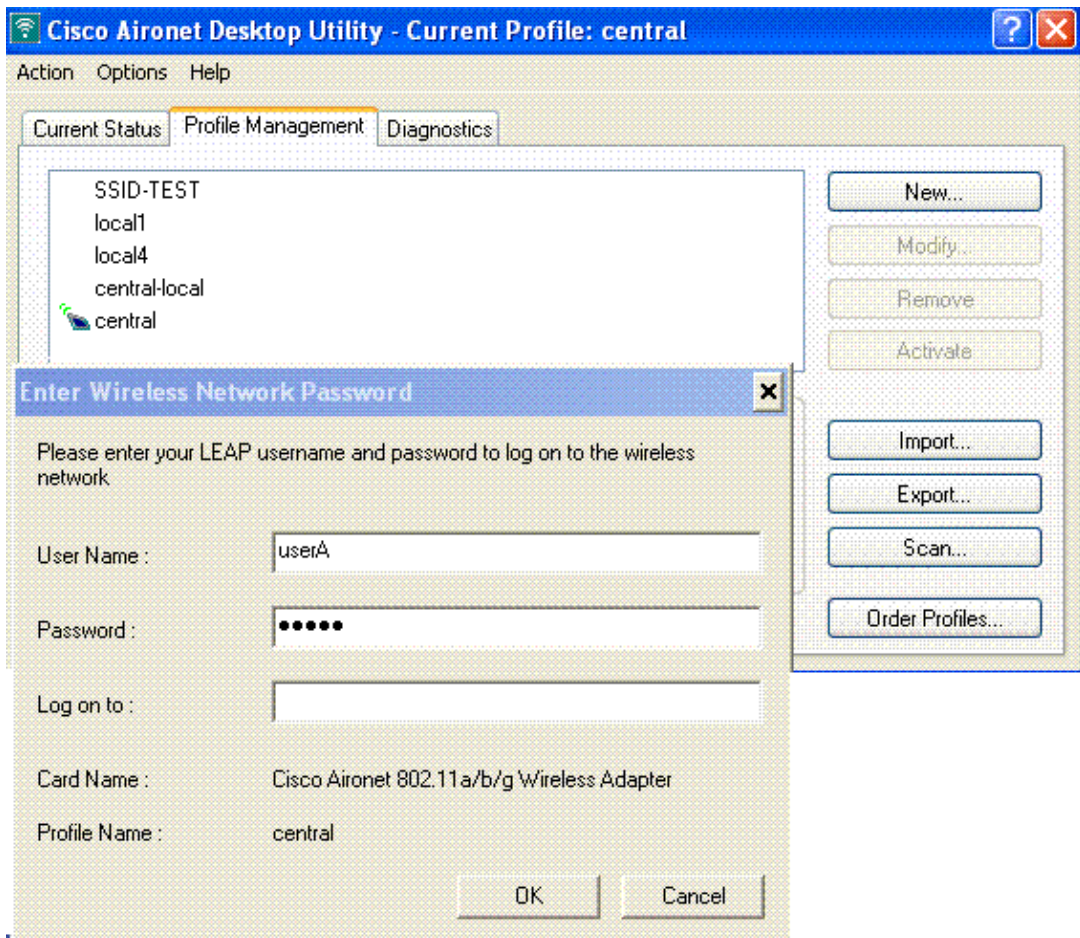 Cisco Aironet Desktop Utility - Current Profile: central
Action Options Help
Current Status Profile Management Diagnostics
SSID-TEST
local1
local4
central-local
central
New...
Modify...
Remove
Activate
Import...
Export...
Scan...
Order Profiles...
Enter Wireless Network Password
Please enter your LEAP username and password to log on to the wireless
network
User Name : userA
Password : •••••
Log on to :
Card Name : Cisco Aironet 802.11a/b/g Wireless Adapter
Profile Name : central
OK Cancel